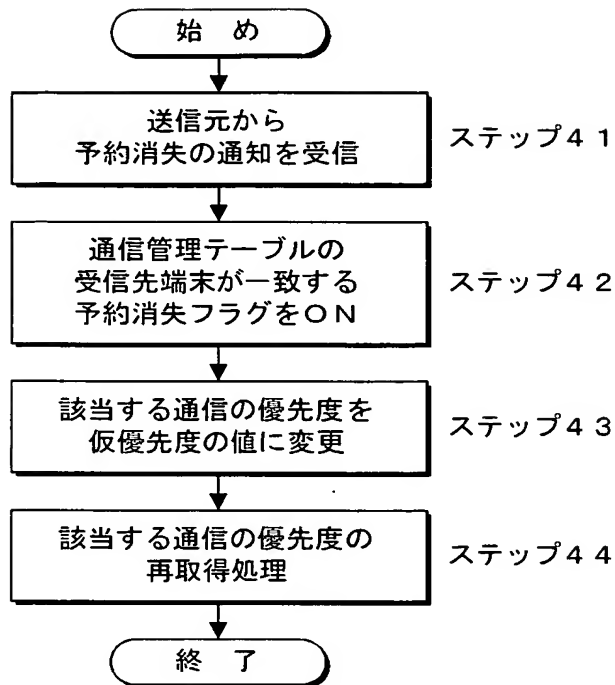 始 め
送信元から
予約消失の通知を受信
ステップ41
通信管理テーブルの
受信先端末が一致する
予約消失フラグをON
ステップ42
該当する通信の優先度を
仮優先度の値に変更
ステップ43
該当する通信の優先度の
再取得処理
ステップ44
終 了